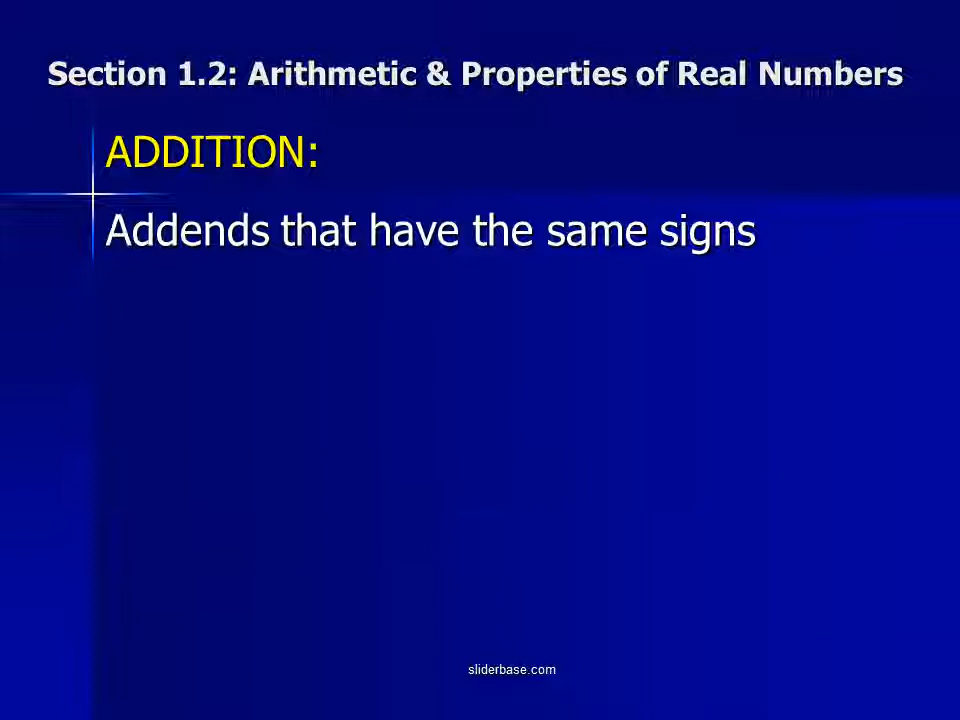 Section 1.2: Arithmetic & Properties of Real Numbers
ADDITION:
Addends that have the same signs
sliderbase.com